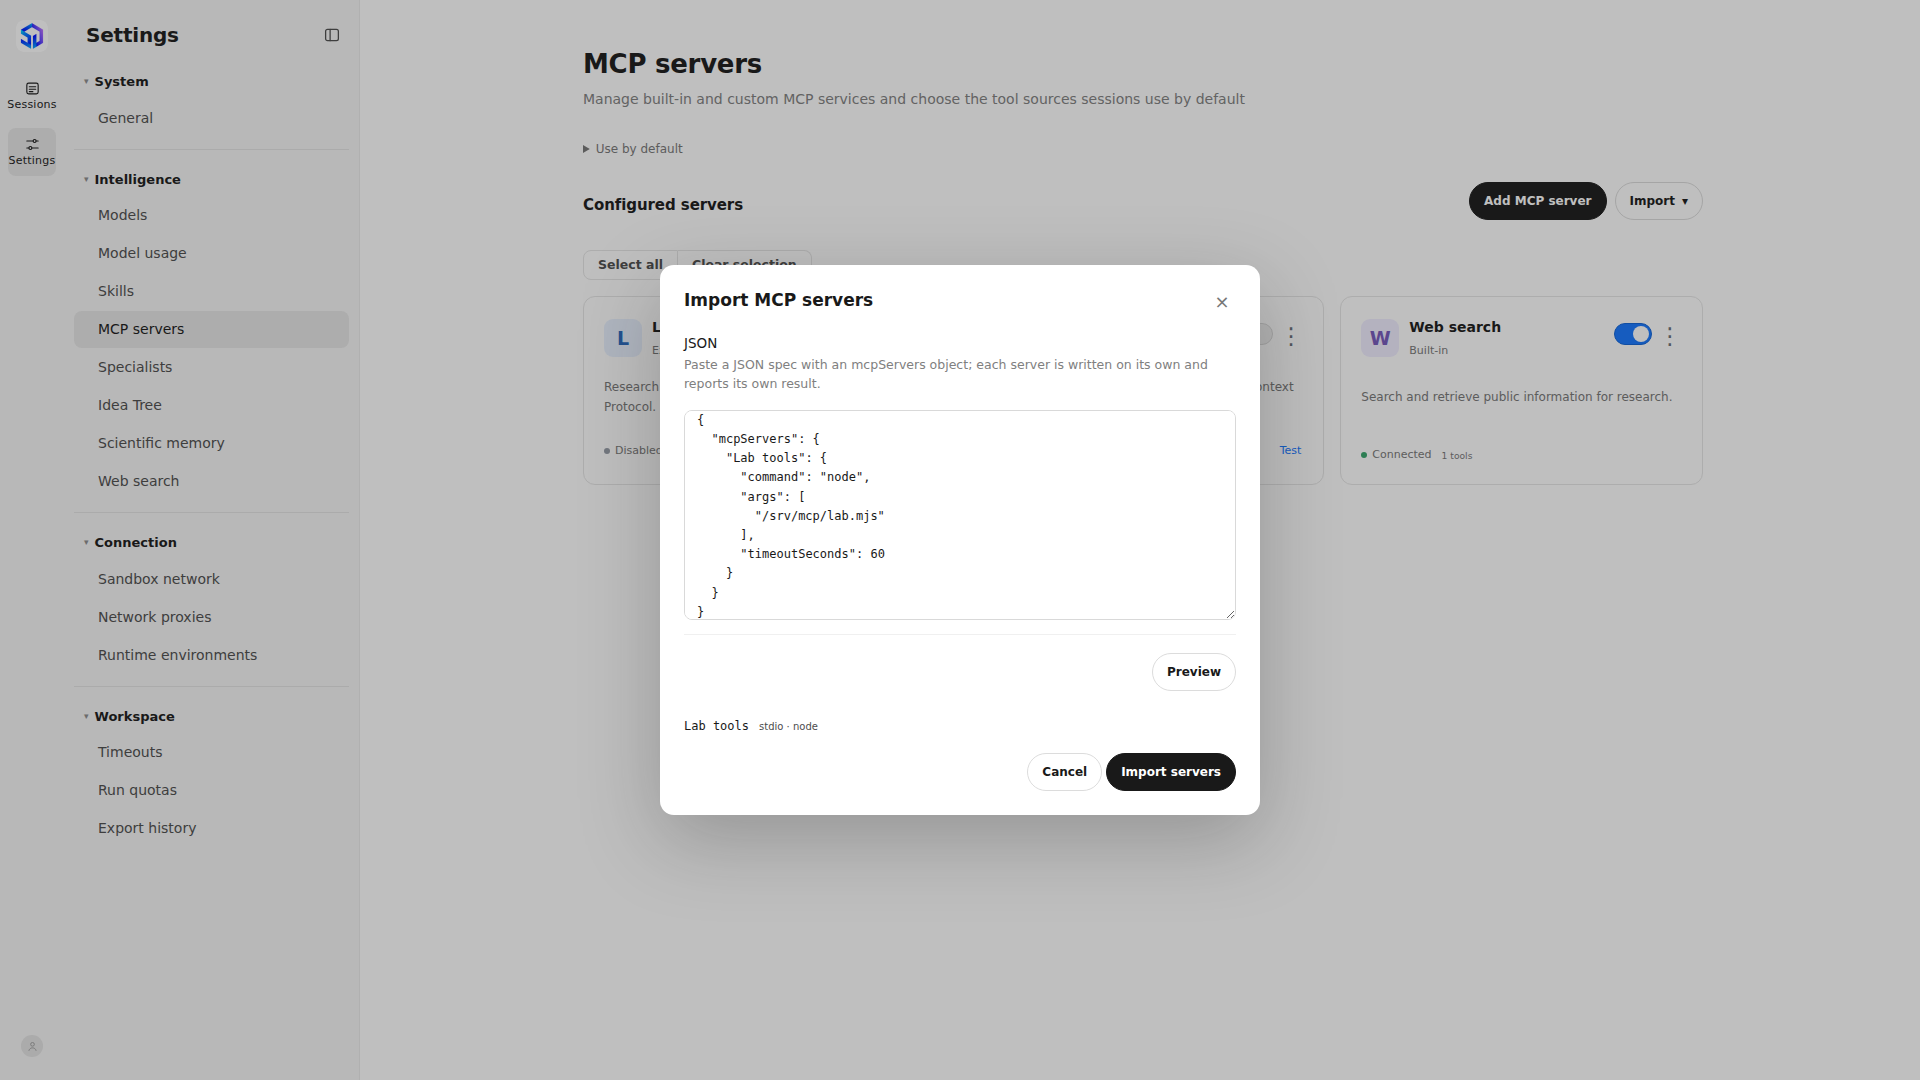 Settings
Sessions
Settings
▾ System
General
▾ Intelligence
Models
Model usage
Skills
MCP servers
Specialists
Idea Tree
Scientific memory
Web search
▾ Connection
Sandbox network
Network proxies
Runtime environments
▾ Workspace
Timeouts
Run quotas
Export history
MCP servers
Manage built-in and custom MCP services and choose the tool sources sessions use by default
▶ Use by default
Configured servers
Add MCP server
Import ▾
Select all
Clear selection
L
Research
Protocol.
Disabled
Test
W
Web search
Built-in
Search and retrieve public information for research.
Connected 1 tools
Import MCP servers
×
JSON
Paste a JSON spec with an mcpServers object; each server is written on its own and
reports its own result.
{
  "mcpServers": {
    "Lab tools": {
      "command": "node",
      "args": [
        "/srv/mcp/lab.mjs"
      ],
      "timeoutSeconds": 60
    }
  }
}
Preview
Lab tools stdio · node
Cancel
Import servers